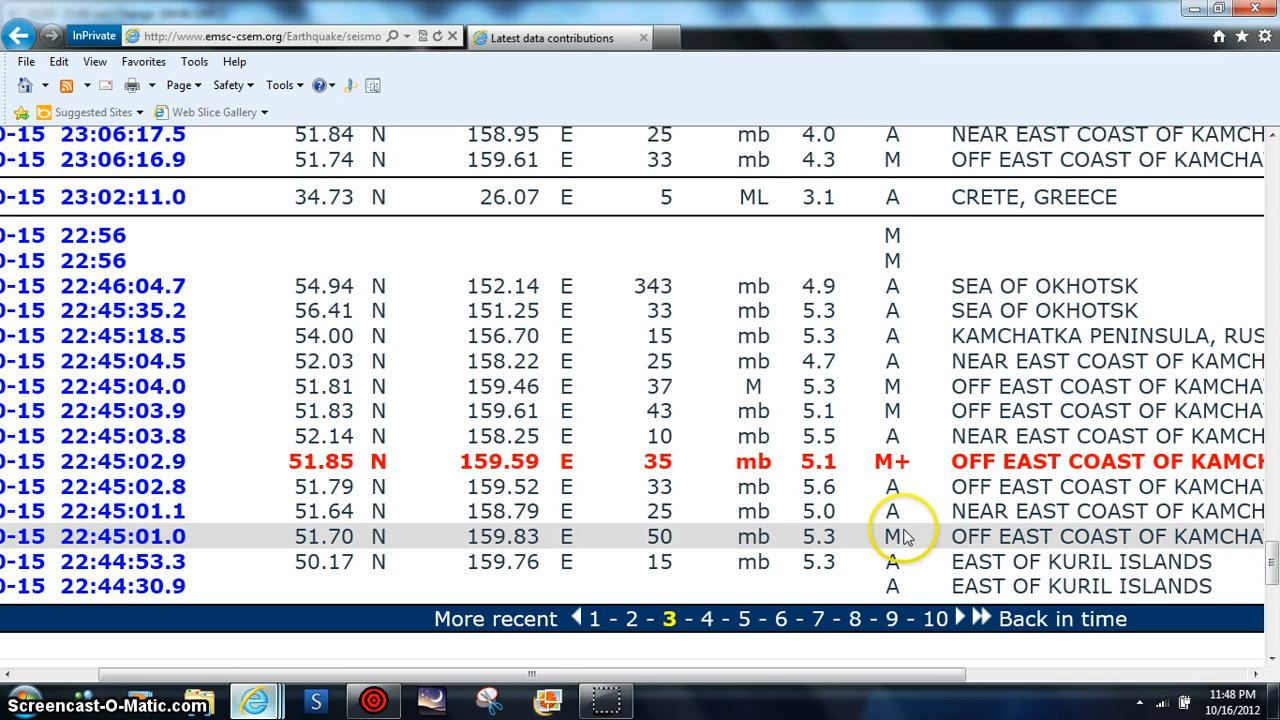 InPrivate http://www.emsc-csem.org/Earthquake/seismo Latest data contributions
File Edit View Favorites Tools Help
Page Safety Tools
Suggested Sites Web Slice Gallery
0-15 23:06:17.5 51.84 N 158.95 E 25 mb 4.0 A NEAR EAST COAST OF KAMCH
0-15 23:06:16.9 51.74 N 159.61 E 33 mb 4.3 M OFF EAST COAST OF KAMCHA
0-15 23:02:11.0 34.73 N 26.07 E 5 ML 3.1 A CRETE, GREECE
0-15 22:56 M
0-15 22:56 M
0-15 22:46:04.7 54.94 N 152.14 E 343 mb 4.9 A SEA OF OKHOTSK
0-15 22:45:35.2 56.41 N 151.25 E 33 mb 5.3 A SEA OF OKHOTSK
0-15 22:45:18.5 54.00 N 156.70 E 15 mb 5.3 A KAMCHATKA PENINSULA, RUS
0-15 22:45:04.5 52.03 N 158.22 E 25 mb 4.7 A NEAR EAST COAST OF KAMCH
0-15 22:45:04.0 51.81 N 159.46 E 37 M 5.3 M OFF EAST COAST OF KAMCHA
0-15 22:45:03.9 51.83 N 159.61 E 43 mb 5.1 M OFF EAST COAST OF KAMCHA
0-15 22:45:03.8 52.14 N 158.25 E 10 mb 5.5 A NEAR EAST COAST OF KAMCH
0-15 22:45:02.9 51.85 N 159.59 E 35 mb 5.1 M+ OFF EAST COAST OF KAMCH
0-15 22:45:02.8 51.79 N 159.52 E 33 mb 5.6 A OFF EAST COAST OF KAMCHA
0-15 22:45:01.1 51.64 N 158.79 E 25 mb 5.0 A NEAR EAST COAST OF KAMCH
0-15 22:45:01.0 51.70 N 159.83 E 50 mb 5.3 M OFF EAST COAST OF KAMCHA
0-15 22:44:53.3 50.17 N 159.76 E 15 mb 5.3 A EAST OF KURIL ISLANDS
0-15 22:44:30.9 A EAST OF KURIL ISLANDS
More recent 1 - 2 - 3 - 4 - 5 - 6 - 7 - 8 - 9 - 10 Back in time
Screencast-O-Matic.com
S
11:48 PM
10/16/2012